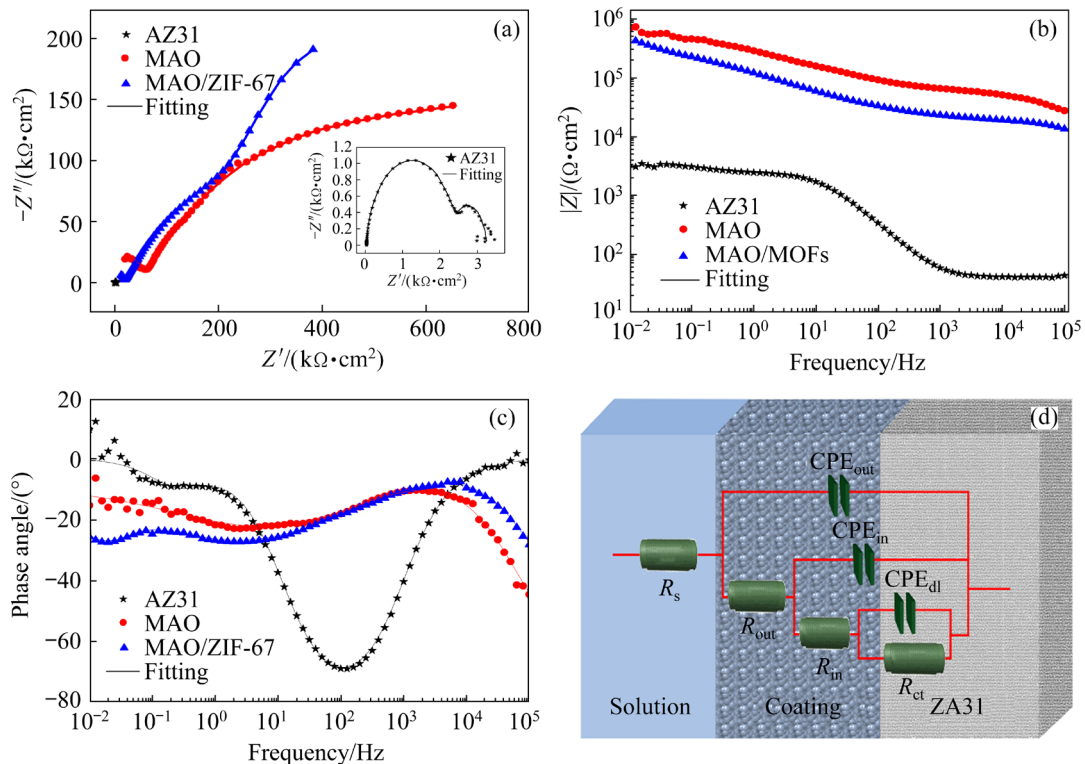 (a)
AZ31
MAO
MAO/ZIF-67
Fitting
200
150
100
50
0
−Z″/(kΩ•cm²)
0 200 400 600 800
Z′/(kΩ•cm²)
AZ31
Fitting
1.0
0.8
0.6
0.4
0.2
0
−Z″/(kΩ•cm²)
0 1 2 3
Z′/(kΩ•cm²)
(b)
10⁶
10⁵
10⁴
10³
10²
10¹
|Z|/(Ω•cm²)
AZ31
MAO
MAO/MOFs
Fitting
10⁻² 10⁻¹ 10⁰ 10¹ 10² 10³ 10⁴ 10⁵
Frequency/Hz
(c)
20
0
−20
−40
−60
−80
Phase angle/(°)
AZ31
MAO
MAO/ZIF-67
Fitting
10⁻² 10⁻¹ 10⁰ 10¹ 10² 10³ 10⁴ 10⁵
Frequency/Hz
(d)
CPEout
CPEin
CPEdl
Rs
Rout
Rin
Rct
Solution
Coating
ZA31